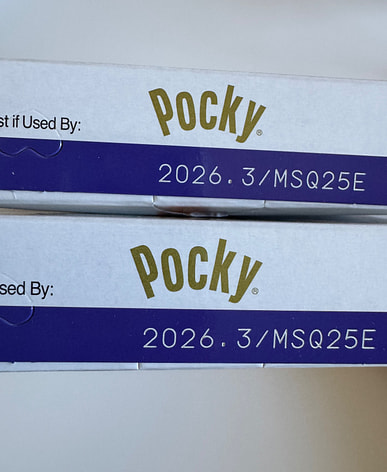 Pocky®
st if Used By:
2026.3/MSQ25E
Pocky®
sed By:
2026.3/MSQ25E